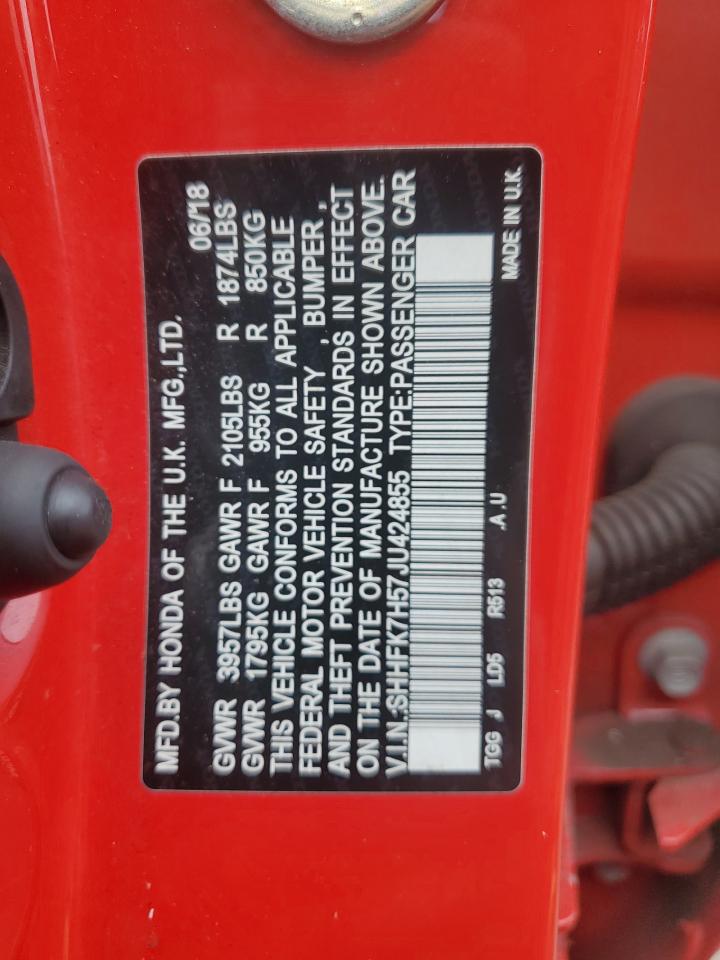 MFD.BY HONDA OF THE U.K. MFG.,LTD. 06/'18
GVWR 3957LBS GAWR F 2105LBS R 1874LBS
GVWR 1795KG GAWR F 955KG R 850KG
THIS VEHICLE CONFORMS TO ALL APPLICABLE
FEDERAL MOTOR VEHICLE SAFETY , BUMPER ,
AND THEFT PREVENTION STANDARDS IN EFFECT
ON THE DATE OF MANUFACTURE SHOWN ABOVE.
V.I.N.:SHHFK7H57JU424855 TYPE:PASSENGER CAR
TGG J LD5 R513 .A.U MADE IN U.K.